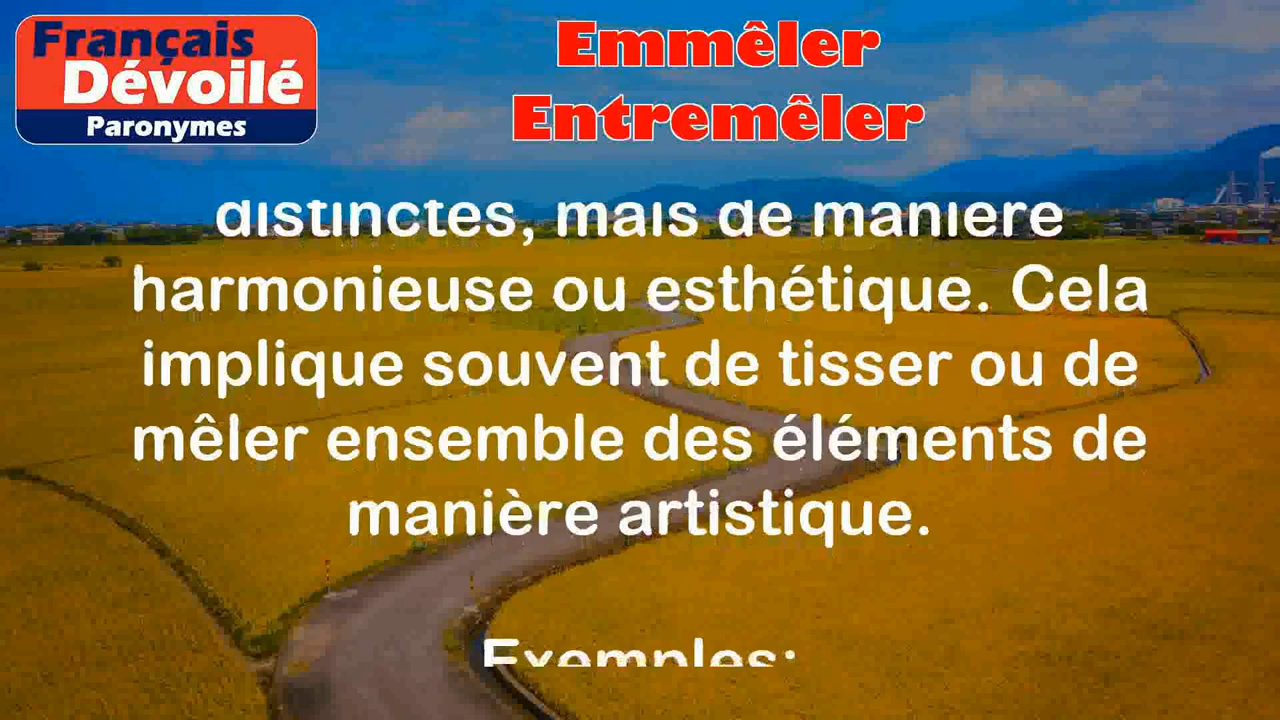 Français
Dévoilé
Paronymes
Emmêler
Entremêler
distinctes, mais de manière
harmonieuse ou esthétique. Cela
implique souvent de tisser ou de
mêler ensemble des éléments de
manière artistique.
Exemples: